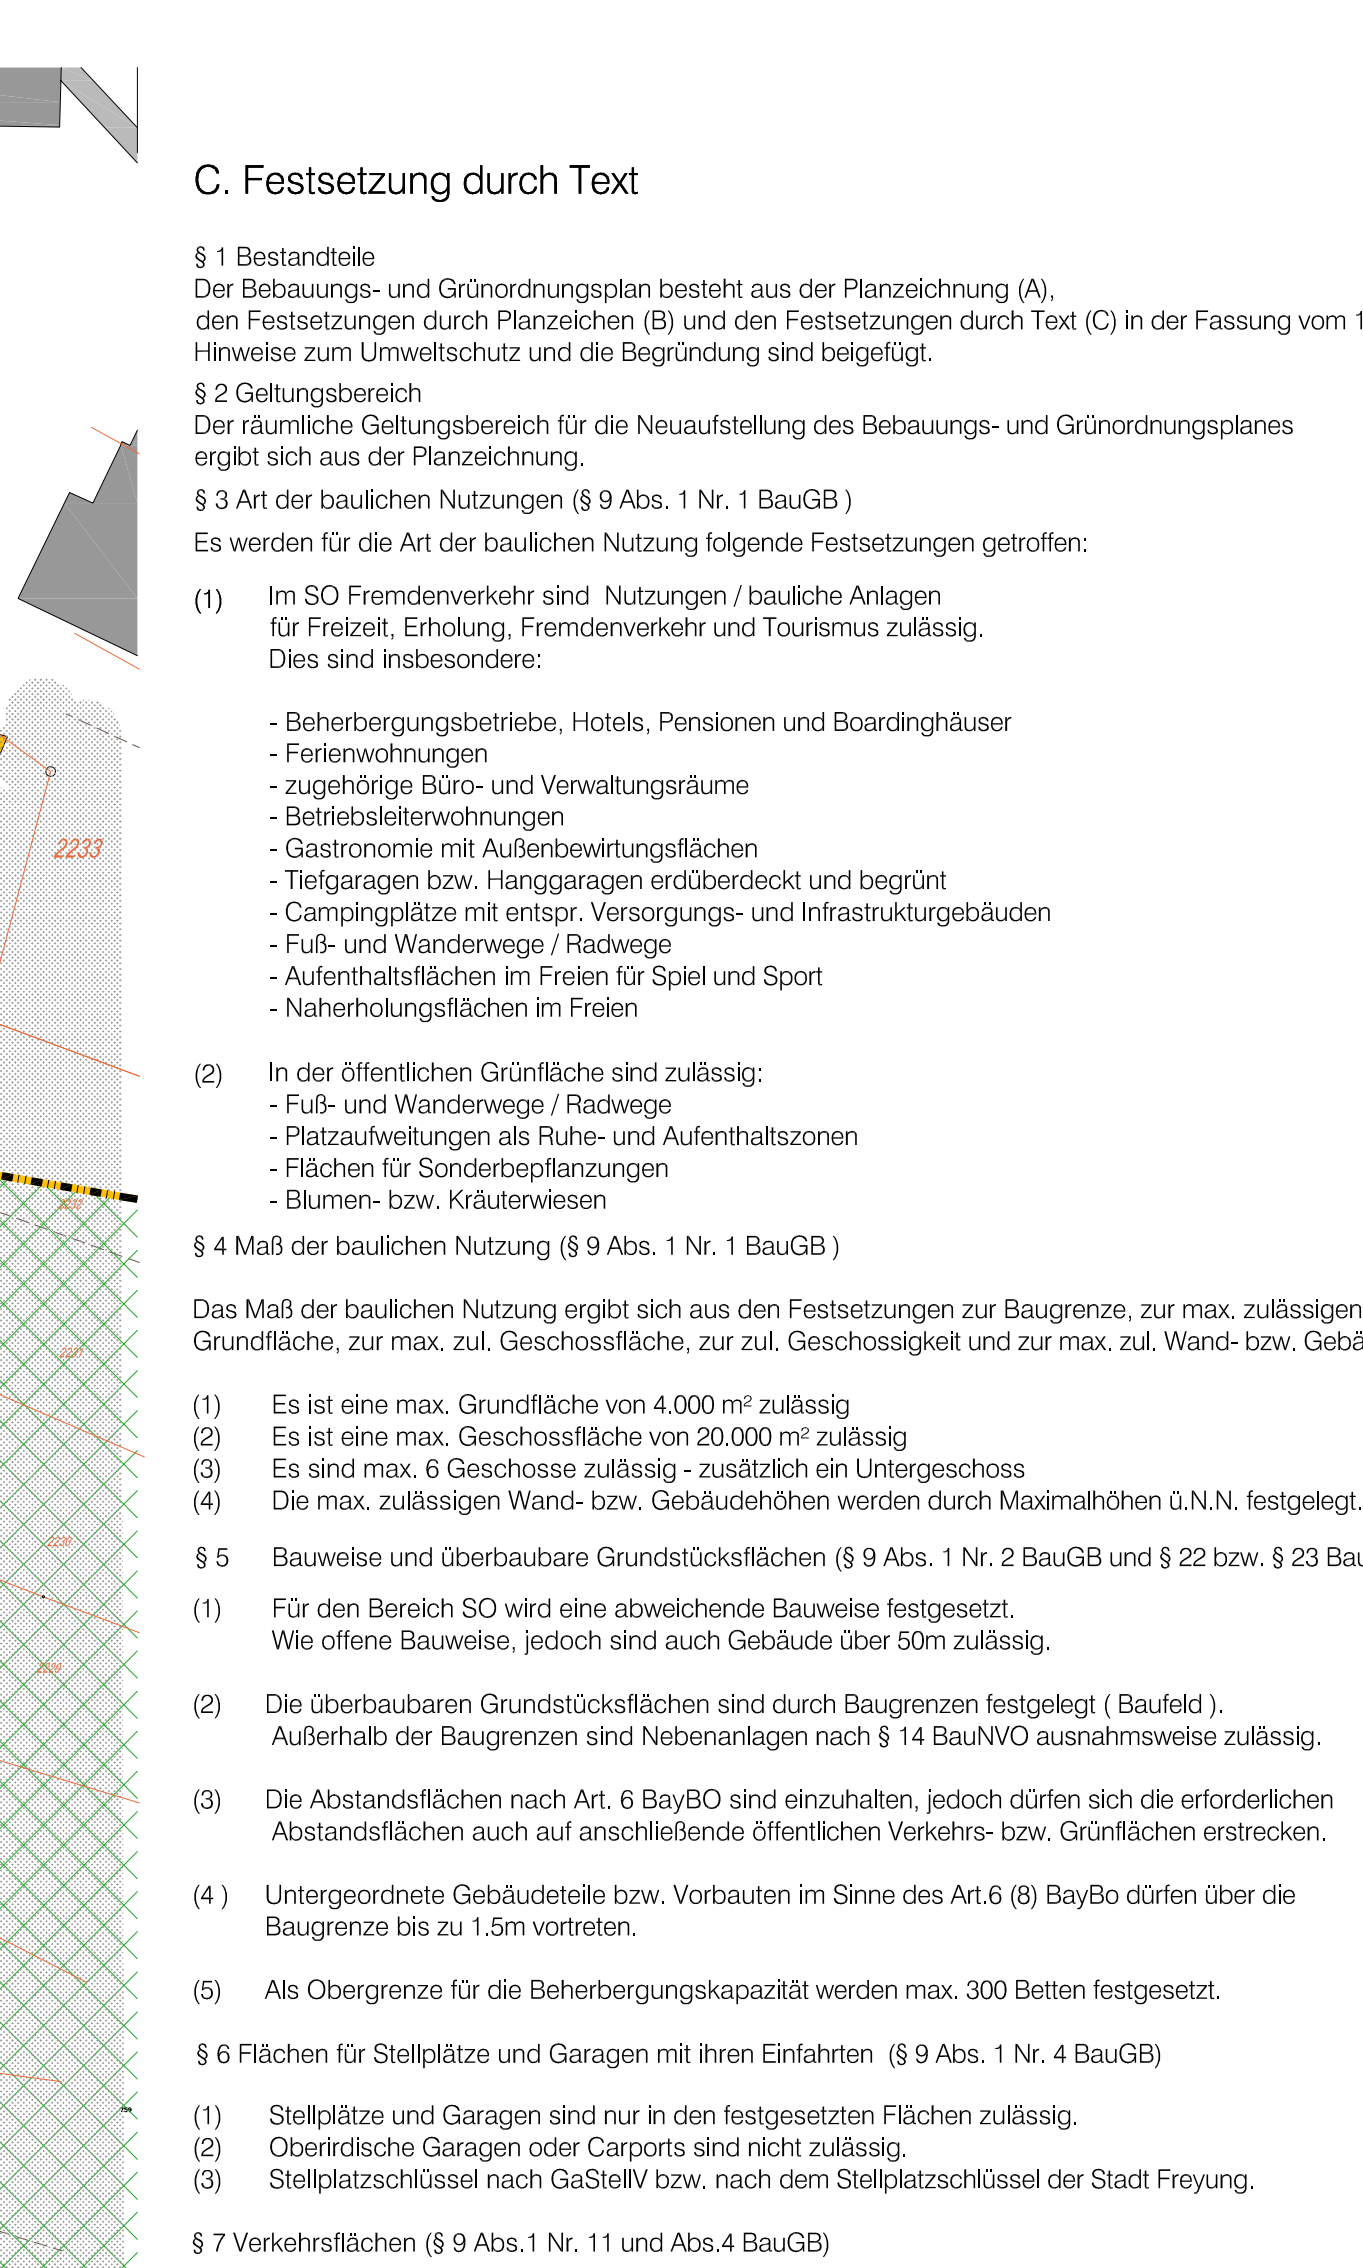 C. Festsetzung durch Text
§ 1 Bestandteile
Der Bebauungs- und Grünordnungsplan besteht aus der Planzeichnung (A),
den Festsetzungen durch Planzeichen (B) und den Festsetzungen durch Text (C) in der Fassung vom 1
Hinweise zum Umweltschutz und die Begründung sind beigefügt.
§ 2 Geltungsbereich
Der räumliche Geltungsbereich für die Neuaufstellung des Bebauungs- und Grünordnungsplanes
ergibt sich aus der Planzeichnung.
§ 3 Art der baulichen Nutzungen (§ 9 Abs. 1 Nr. 1 BauGB )
Es werden für die Art der baulichen Nutzung folgende Festsetzungen getroffen:
(1) Im SO Fremdenverkehr sind Nutzungen / bauliche Anlagen
für Freizeit, Erholung, Fremdenverkehr und Tourismus zulässig.
Dies sind insbesondere:
- Beherbergungsbetriebe, Hotels, Pensionen und Boardinghäuser
- Ferienwohnungen
- zugehörige Büro- und Verwaltungsräume
- Betriebsleiterwohnungen
- Gastronomie mit Außenbewirtungsflächen
- Tiefgaragen bzw. Hanggaragen erdüberdeckt und begrünt
- Campingplätze mit entspr. Versorgungs- und Infrastrukturgebäuden
- Fuß- und Wanderwege / Radwege
- Aufenthaltsflächen im Freien für Spiel und Sport
- Naherholungsflächen im Freien
(2) In der öffentlichen Grünfläche sind zulässig:
- Fuß- und Wanderwege / Radwege
- Platzaufweitungen als Ruhe- und Aufenthaltszonen
- Flächen für Sonderbepflanzungen
- Blumen- bzw. Kräuterwiesen
§ 4 Maß der baulichen Nutzung (§ 9 Abs. 1 Nr. 1 BauGB )
Das Maß der baulichen Nutzung ergibt sich aus den Festsetzungen zur Baugrenze, zur max. zulässigen
Grundfläche, zur max. zul. Geschossfläche, zur zul. Geschossigkeit und zur max. zul. Wand- bzw. Gebä
(1) Es ist eine max. Grundfläche von 4.000 m² zulässig
(2) Es ist eine max. Geschossfläche von 20.000 m² zulässig
(3) Es sind max. 6 Geschosse zulässig - zusätzlich ein Untergeschoss
(4) Die max. zulässigen Wand- bzw. Gebäudehöhen werden durch Maximalhöhen ü.N.N. festgelegt.
§ 5 Bauweise und überbaubare Grundstücksflächen (§ 9 Abs. 1 Nr. 2 BauGB und § 22 bzw. § 23 Bau
(1) Für den Bereich SO wird eine abweichende Bauweise festgesetzt.
Wie offene Bauweise, jedoch sind auch Gebäude über 50m zulässig.
(2) Die überbaubaren Grundstücksflächen sind durch Baugrenzen festgelegt ( Baufeld ).
Außerhalb der Baugrenzen sind Nebenanlagen nach § 14 BauNVO ausnahmsweise zulässig.
(3) Die Abstandsflächen nach Art. 6 BayBO sind einzuhalten, jedoch dürfen sich die erforderlichen
Abstandsflächen auch auf anschließende öffentlichen Verkehrs- bzw. Grünflächen erstrecken.
(4 ) Untergeordnete Gebäudeteile bzw. Vorbauten im Sinne des Art.6 (8) BayBo dürfen über die
Baugrenze bis zu 1.5m vortreten.
(5) Als Obergrenze für die Beherbergungskapazität werden max. 300 Betten festgesetzt.
§ 6 Flächen für Stellplätze und Garagen mit ihren Einfahrten (§ 9 Abs. 1 Nr. 4 BauGB)
(1) Stellplätze und Garagen sind nur in den festgesetzten Flächen zulässig.
(2) Oberirdische Garagen oder Carports sind nicht zulässig.
(3) Stellplatzschlüssel nach GaStellV bzw. nach dem Stellplatzschlüssel der Stadt Freyung.
§ 7 Verkehrsflächen (§ 9 Abs.1 Nr. 11 und Abs.4 BauGB)
2233
2232
2231
2230
2229
759